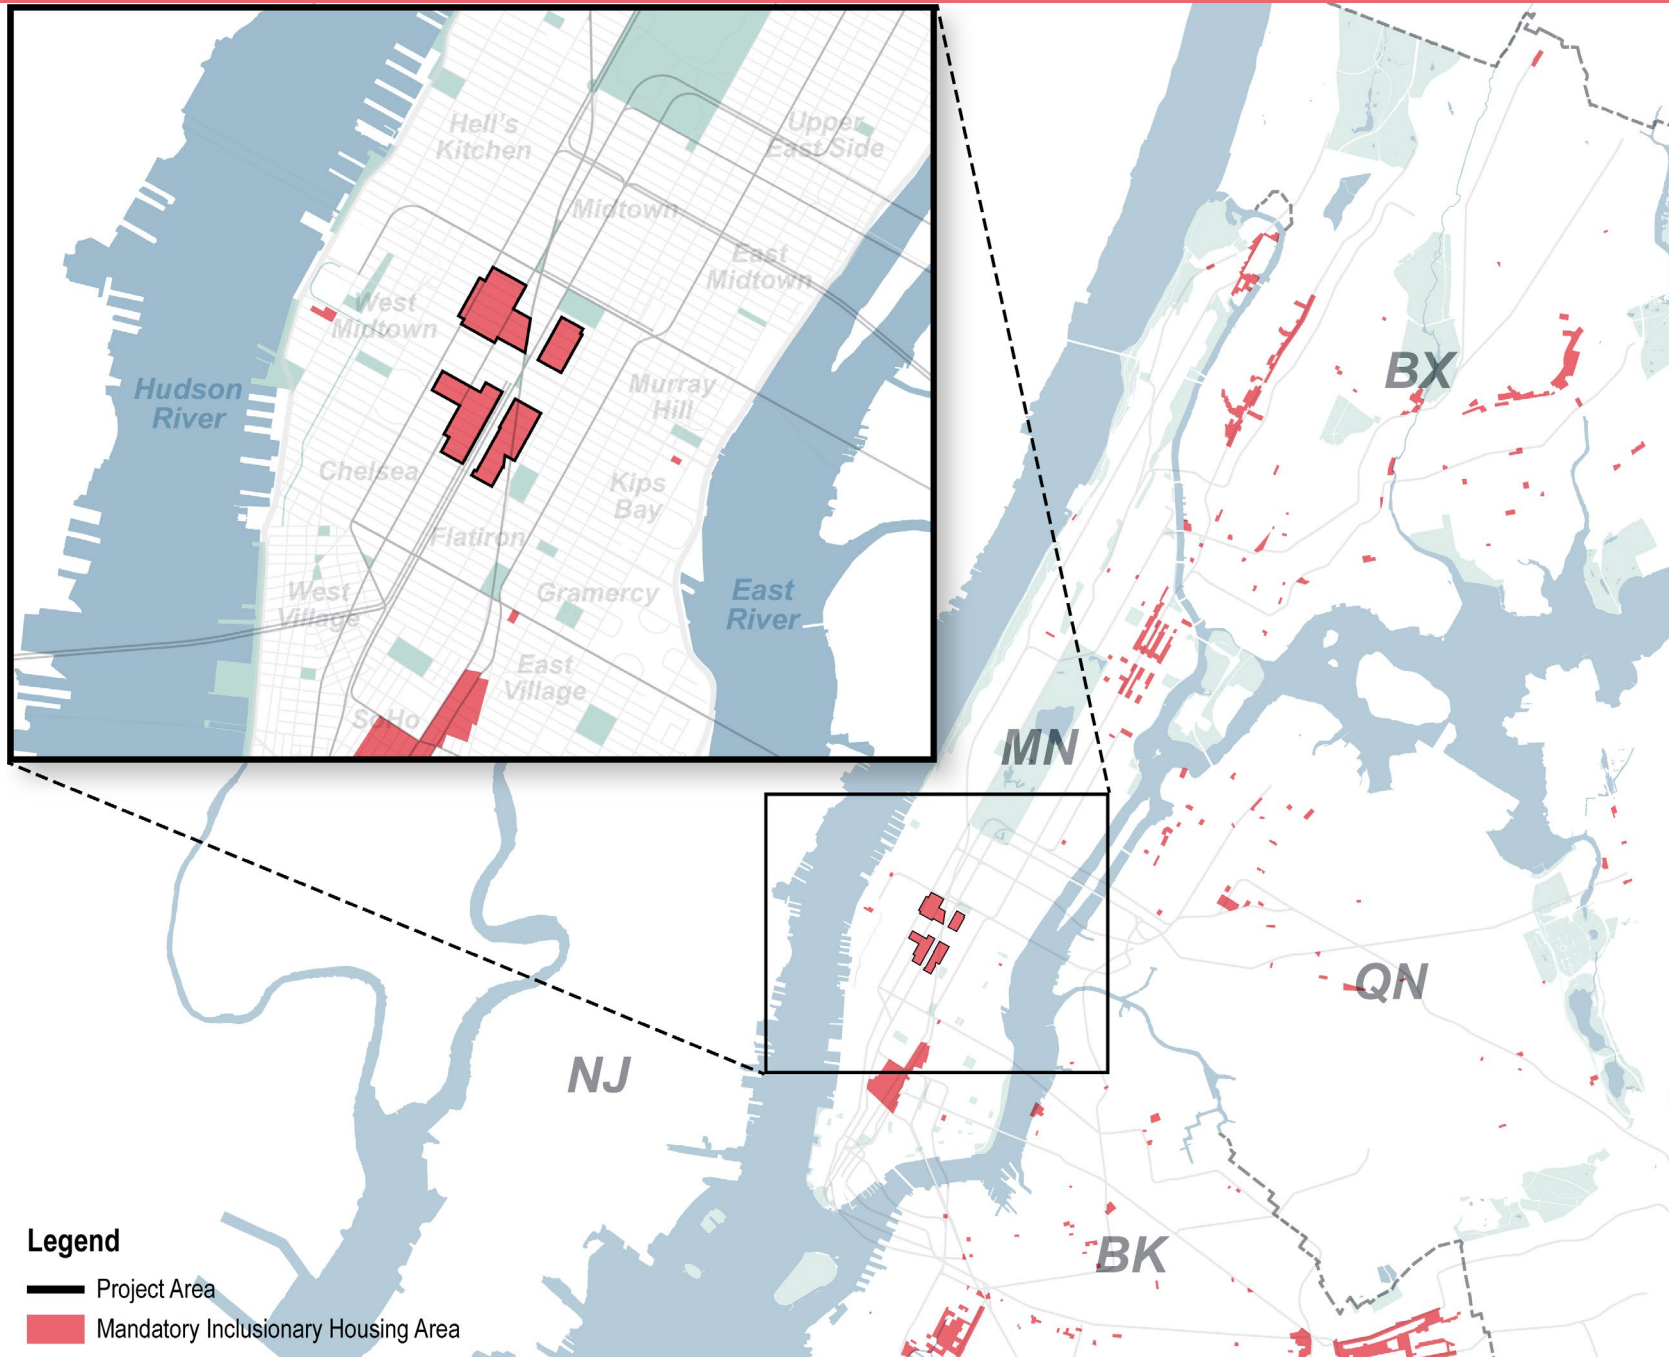 Hell's
Kitchen
Upper
East Side
Midtown
East
Midtown
West
Midtown
Hudson
River
Murray
Hill
Chelsea
Kips
Bay
Flatiron
West
Village
Gramercy
East
River
East
Village
SoHo
BX
MN
QN
NJ
BK
Legend
Project Area
Mandatory Inclusionary Housing Area